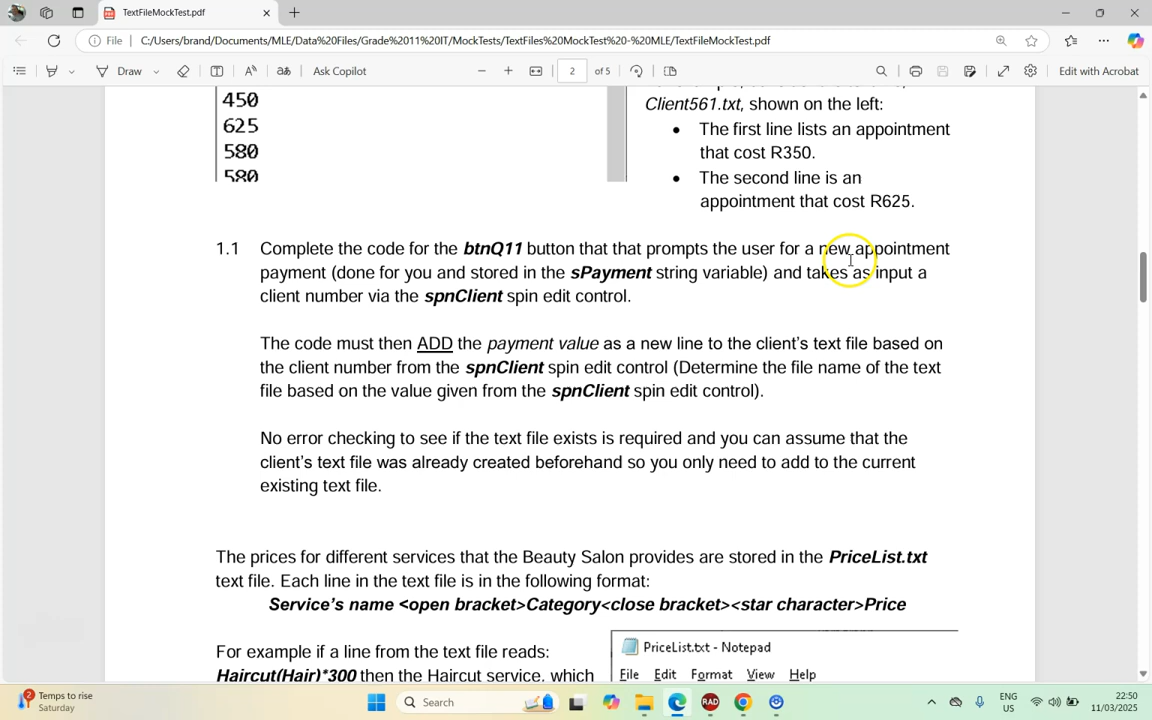 TextFileMockTest.pdf
File
C:/Users/brand/Documents/MLE/Data%20Files/Grade%2011%20IT/MockTests/TextFiles%20MockTest%20-%20MLE/TextFileMockTest.pdf
Draw
Ask Copilot
2 of 5
Edit with Acrobat
450
625
580
580
Client561.txt, shown on the left:
• The first line lists an appointment
that cost R350.
• The second line is an
appointment that cost R625.
1.1 Complete the code for the btnQ11 button that that prompts the user for a new appointment
payment (done for you and stored in the sPayment string variable) and takes as input a
client number via the spnClient spin edit control.
The code must then ADD the payment value as a new line to the client's text file based on
the client number from the spnClient spin edit control (Determine the file name of the text
file based on the value given from the spnClient spin edit control).
No error checking to see if the text file exists is required and you can assume that the
client's text file was already created beforehand so you only need to add to the current
existing text file.
The prices for different services that the Beauty Salon provides are stored in the PriceList.txt
text file. Each line in the text file is in the following format:
Service's name <open bracket>Category<close bracket><star character>Price
For example if a line from the text file reads:
Haircut(Hair)*300 then the Haircut service, which
PriceList.txt - Notepad
File Edit Format View Help
2
Temps to rise
Saturday
Search
RAD
ENG
US
22:50
11/03/2025